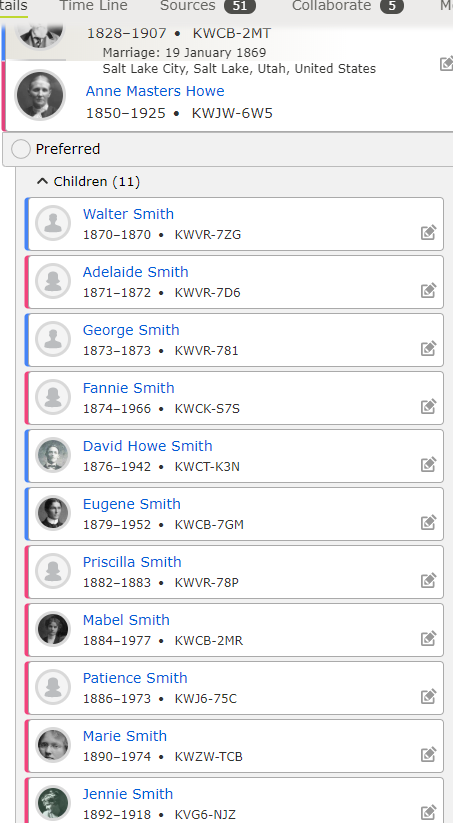 tails Time Line Sources 51 Collaborate 5
1828–1907 • KWCB-2MT
Marriage: 19 January 1869
Salt Lake City, Salt Lake, Utah, United States
Anne Masters Howe
1850–1925 • KWJW-6W5
Preferred
Children (11)
Walter Smith
1870–1870 • KWVR-7ZG
Adelaide Smith
1871–1872 • KWVR-7D6
George Smith
1873–1873 • KWVR-781
Fannie Smith
1874–1966 • KWCK-S7S
David Howe Smith
1876–1942 • KWCT-K3N
Eugene Smith
1879–1952 • KWCB-7GM
Priscilla Smith
1882–1883 • KWVR-78P
Mabel Smith
1884–1977 • KWCB-2MR
Patience Smith
1886–1973 • KWJ6-75C
Marie Smith
1890–1974 • KWZW-TCB
Jennie Smith
1892–1918 • KVG6-NJZ